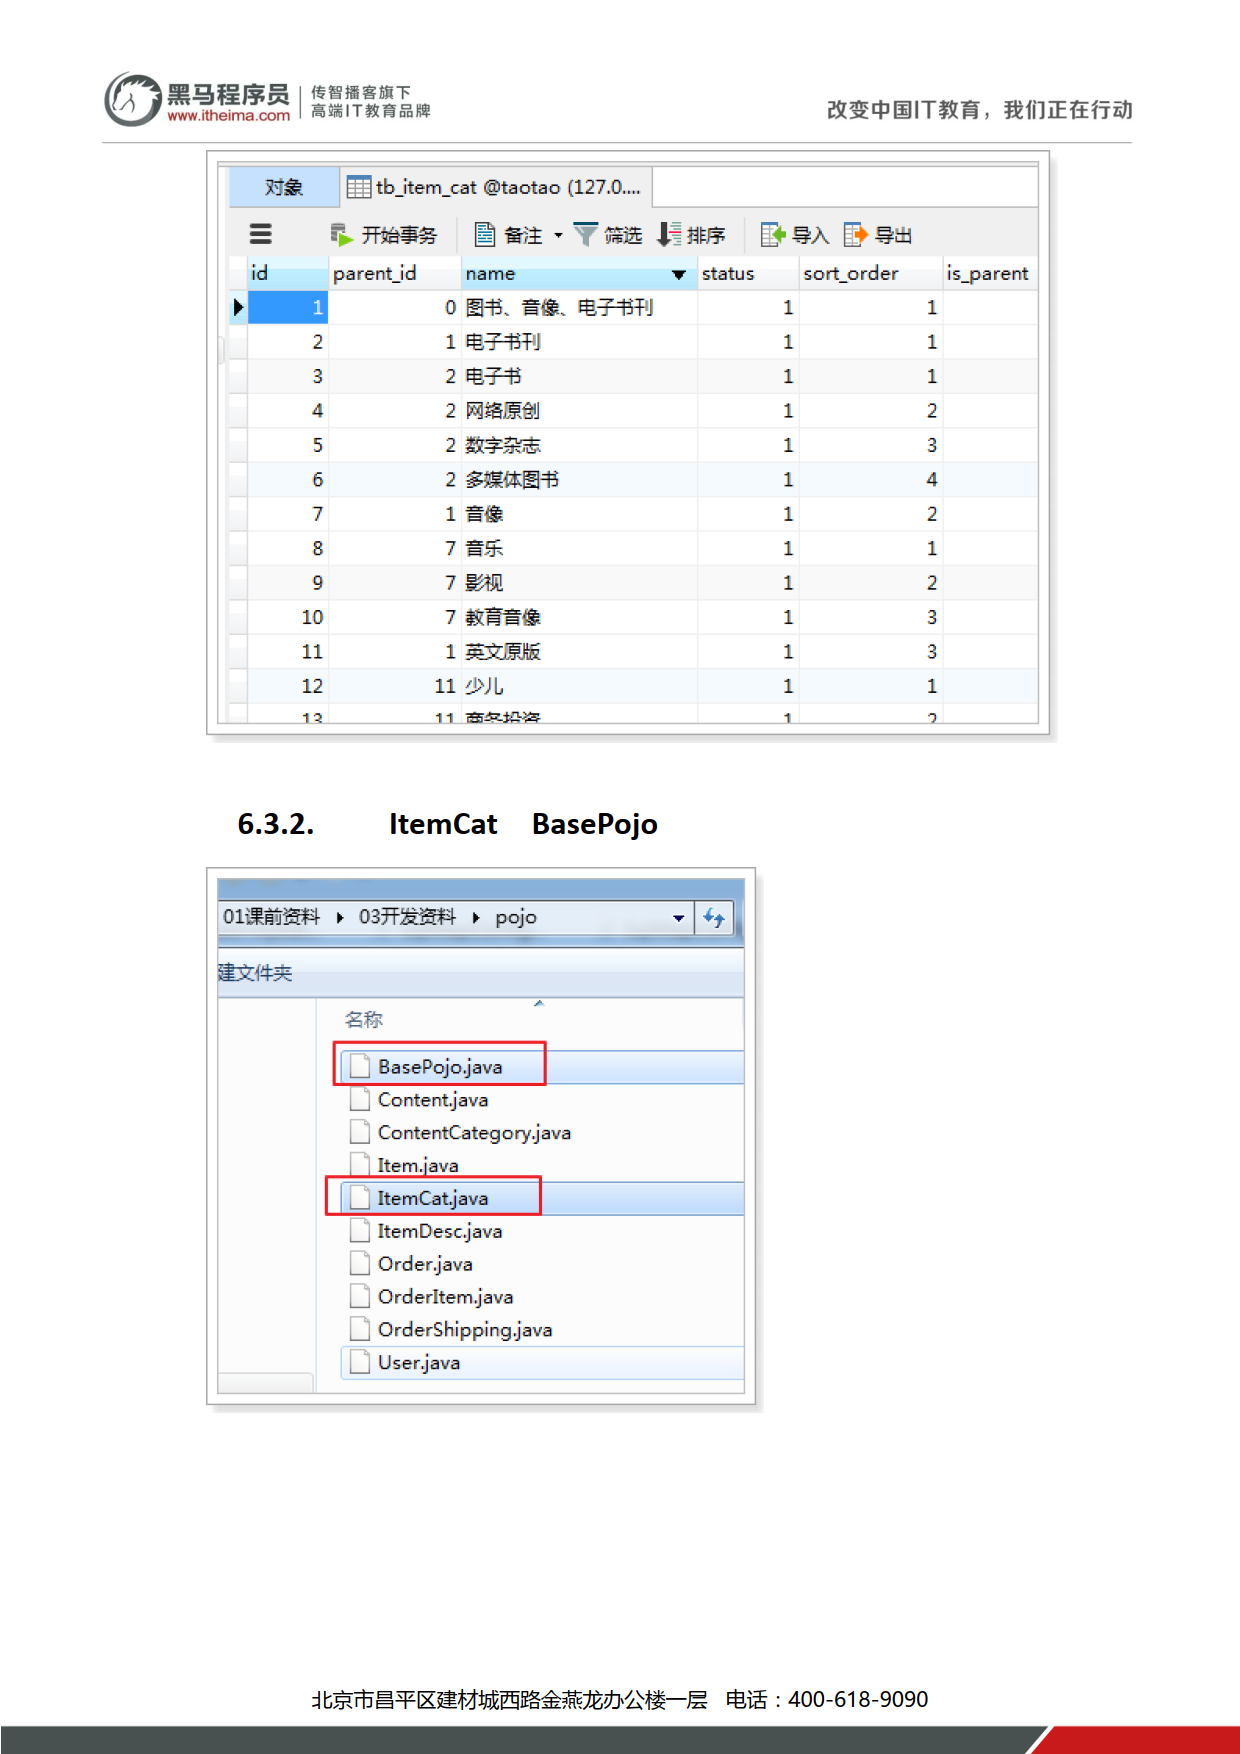 黑马程序员 传智播客旗下
www.itheima.com 高端IT教育品牌
改变中国IT教育，我们正在行动
对象 tb_item_cat @taotao (127.0....
开始事务 备注 筛选 排序 导入 导出
id parent_id name status sort_order is_parent
1 0 图书、音像、电子书刊 1 1
2 1 电子书刊 1 1
3 2 电子书 1 1
4 2 网络原创 1 2
5 2 数字杂志 1 3
6 2 多媒体图书 1 4
7 1 音像 1 2
8 7 音乐 1 1
9 7 影视 1 2
10 7 教育音像 1 3
11 1 英文原版 1 3
12 11 少儿 1 1
13 11 商务投资 1 2
6.3.2. ItemCat BasePojo
01课前资料 03开发资料 pojo
建文件夹
名称
BasePojo.java
Content.java
ContentCategory.java
Item.java
ItemCat.java
ItemDesc.java
Order.java
OrderItem.java
OrderShipping.java
User.java
北京市昌平区建材城西路金燕龙办公楼一层 电话：400-618-9090